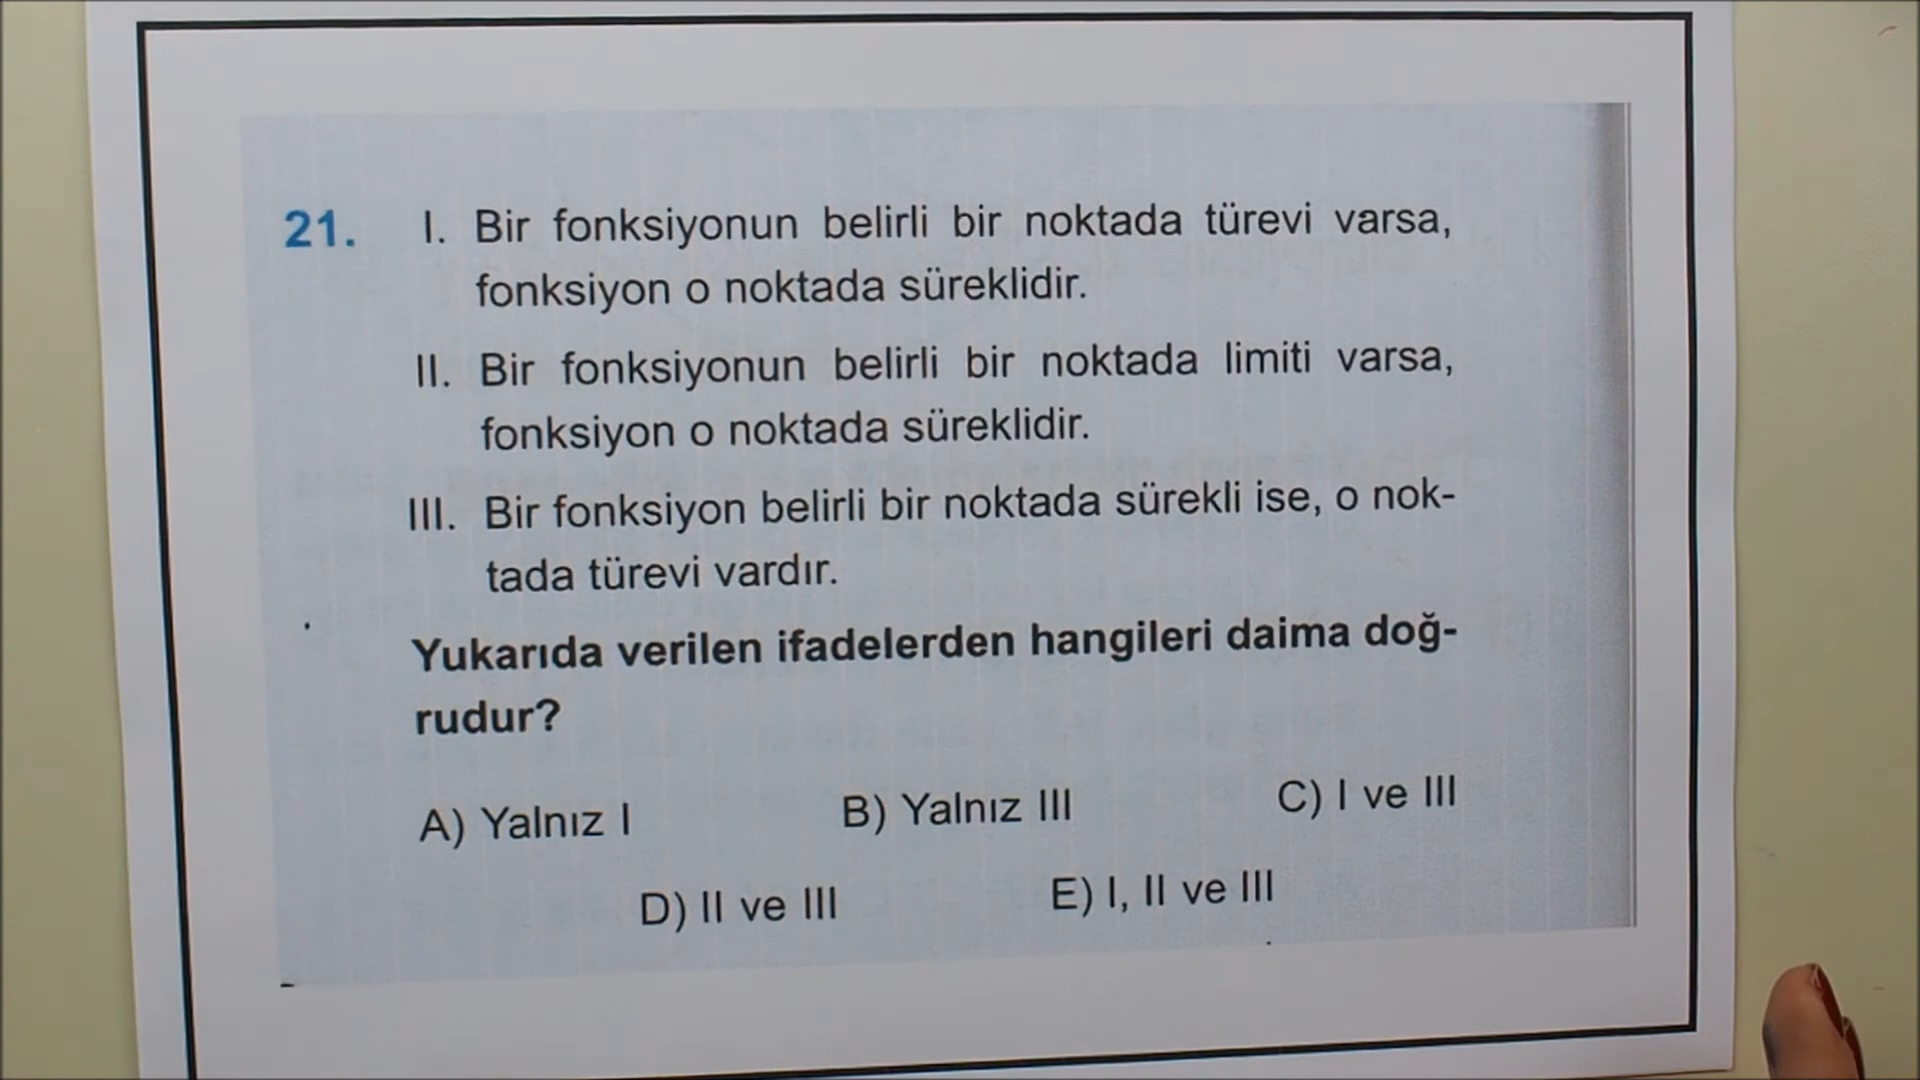 21. I. Bir fonksiyonun belirli bir noktada türevi varsa,
fonksiyon o noktada süreklidir.
II. Bir fonksiyonun belirli bir noktada limiti varsa,
fonksiyon o noktada süreklidir.
III. Bir fonksiyon belirli bir noktada sürekli ise, o nok-
tada türevi vardır.
Yukarıda verilen ifadelerden hangileri daima doğ-
rudur?
A) Yalnız I B) Yalnız III C) I ve III
D) II ve III E) I, II ve III